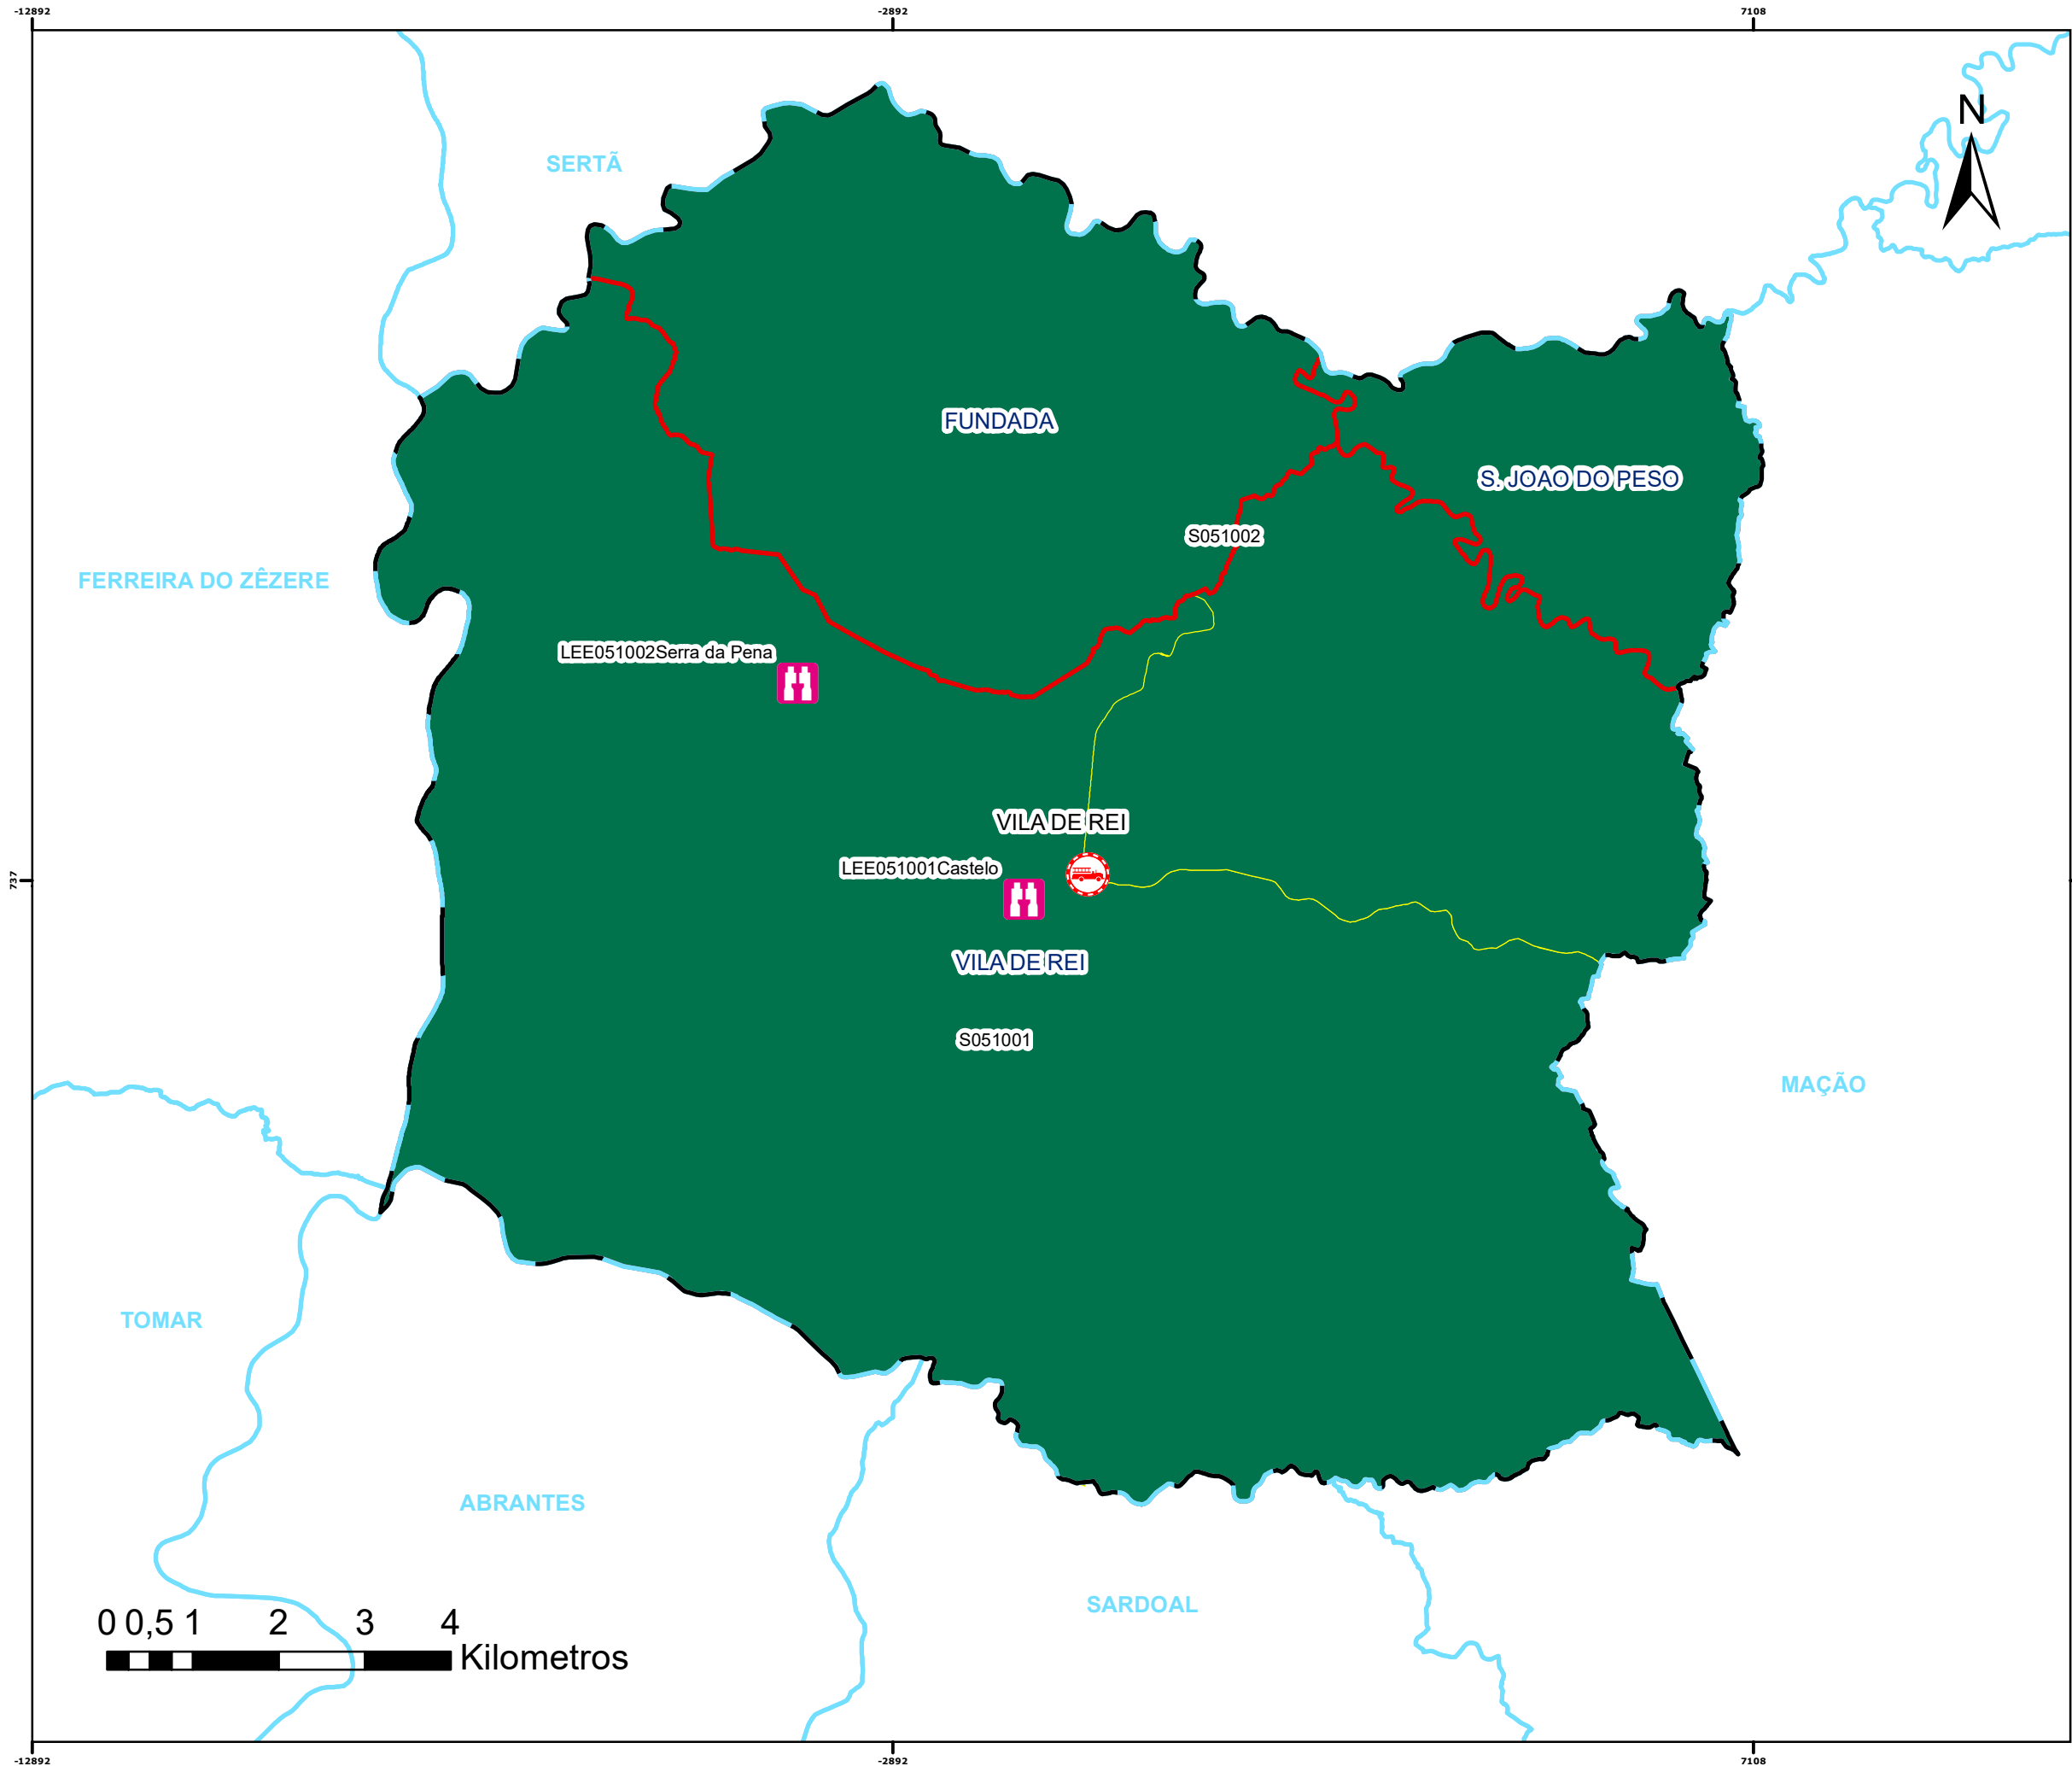 -12892
-2892
7108
N
SERTÃ
FUNDADA
S. JOAO DO PESO
S051002
FERREIRA DO ZÊZERE
LEE051002Serra da Pena
VILA DE REI
LEE051001Castelo
737
VILA DE REI
S051001
MAÇÃO
TOMAR
ABRANTES
SARDOAL
0 0,5 1 2 3 4
Kilometros
-12892
-2892
7108